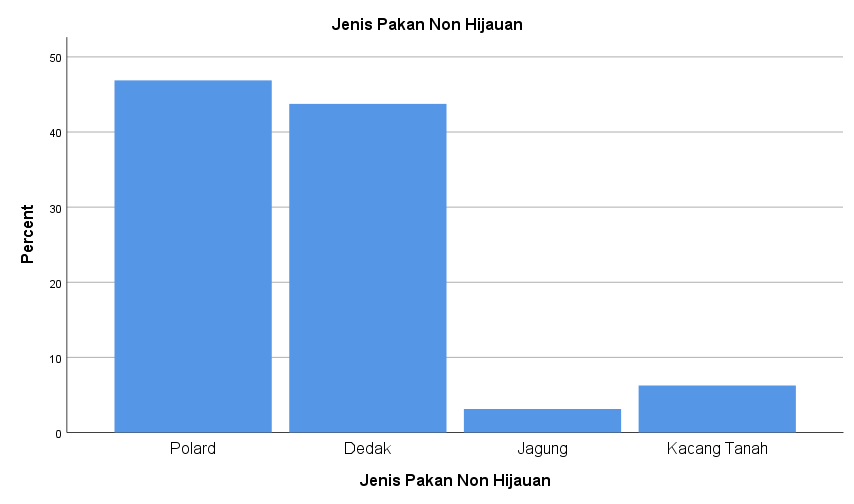 Jenis Pakan Non Hijauan
50
40
30
20
10
0
Percent
Polard Dedak Jagung Kacang Tanah
Jenis Pakan Non Hijauan